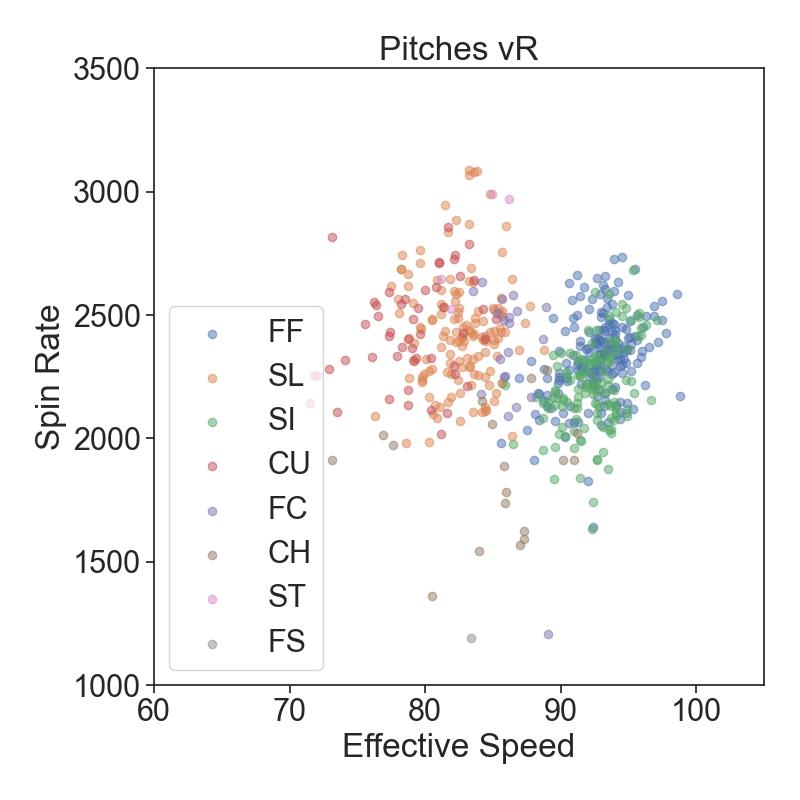 Pitches vR
3500
3000
2500
2000
1500
1000
Spin Rate
FF
SL
SI
CU
FC
CH
ST
FS
60 70 80 90 100
Effective Speed